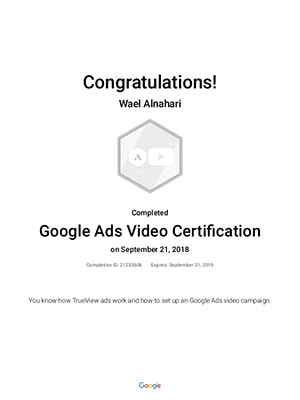 Congratulations!
Wael Alnahari
Completed
Google Ads Video Certification
on September 21, 2018
Completion ID: 21233606 Expires: September 21, 2019
You know how TrueView ads work and how to set up an Google Ads video campaign.
Google